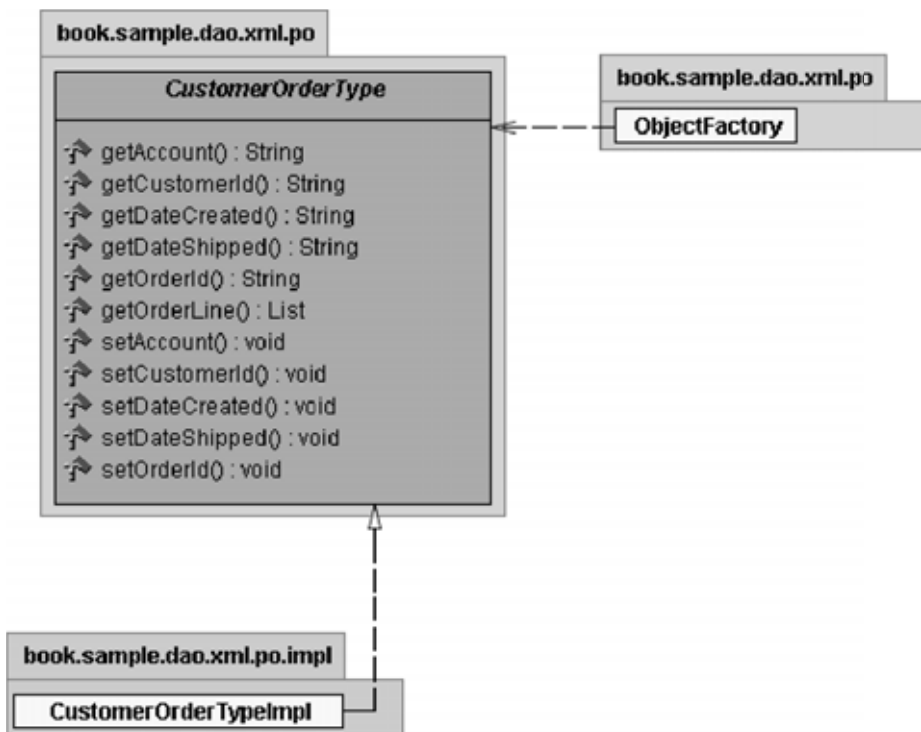 book.sample.dao.xml.po
CustomerOrderType
getAccount() : String
getCustomerId() : String
getDateCreated() : String
getDateShipped() : String
getOrderId() : String
getOrderLine() : List
setAccount() : void
setCustomerId() : void
setDateCreated() : void
setDateShipped() : void
setOrderId() : void
book.sample.dao.xml.po
ObjectFactory
book.sample.dao.xml.po.impl
CustomerOrderTypeImpl